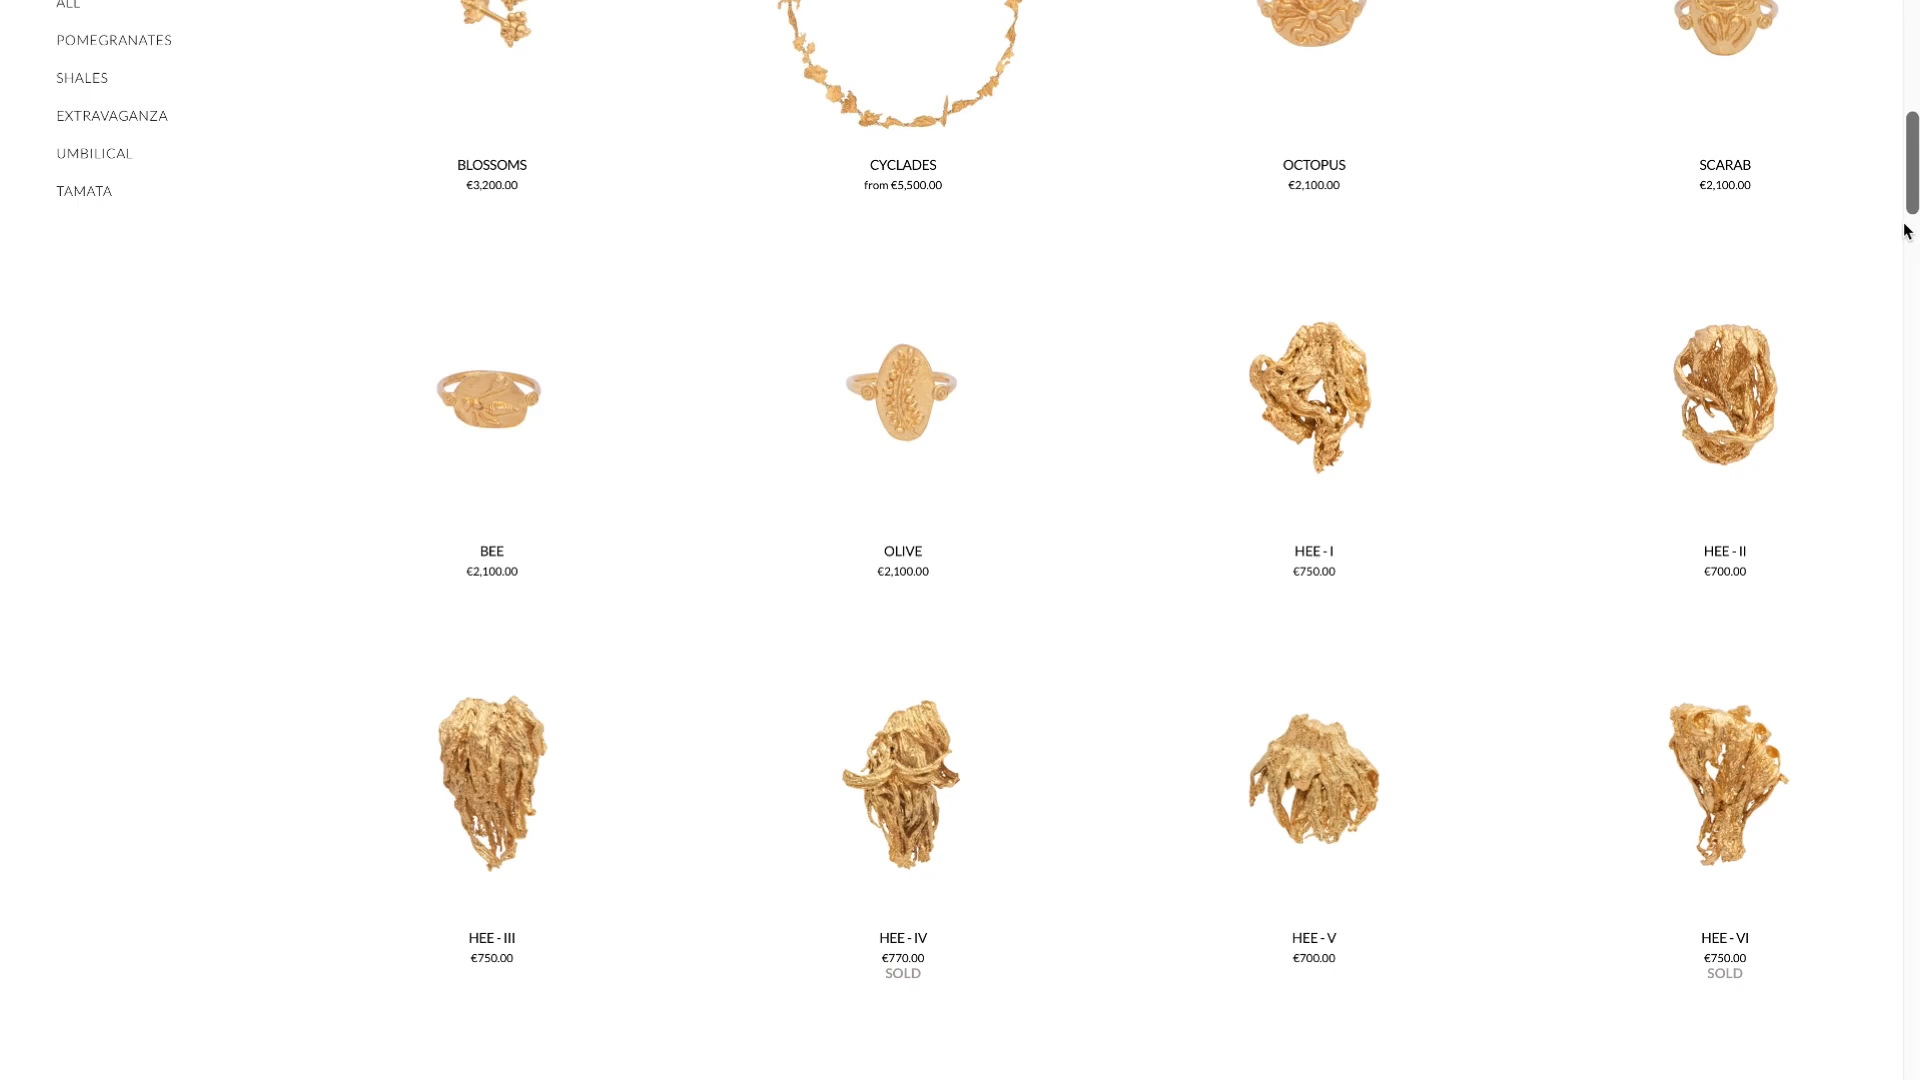 ALL
POMEGRANATES
SHALES
EXTRAVAGANZA
UMBILICAL
TAMATA
BLOSSOMS
€3,200.00
CYCLADES
from €5,500.00
OCTOPUS
€2,100.00
SCARAB
€2,100.00
BEE
€2,100.00
OLIVE
€2,100.00
HEE - I
€750.00
HEE - II
€700.00
HEE - III
€750.00
HEE - IV
€770.00
SOLD
HEE - V
€700.00
HEE - VI
€750.00
SOLD